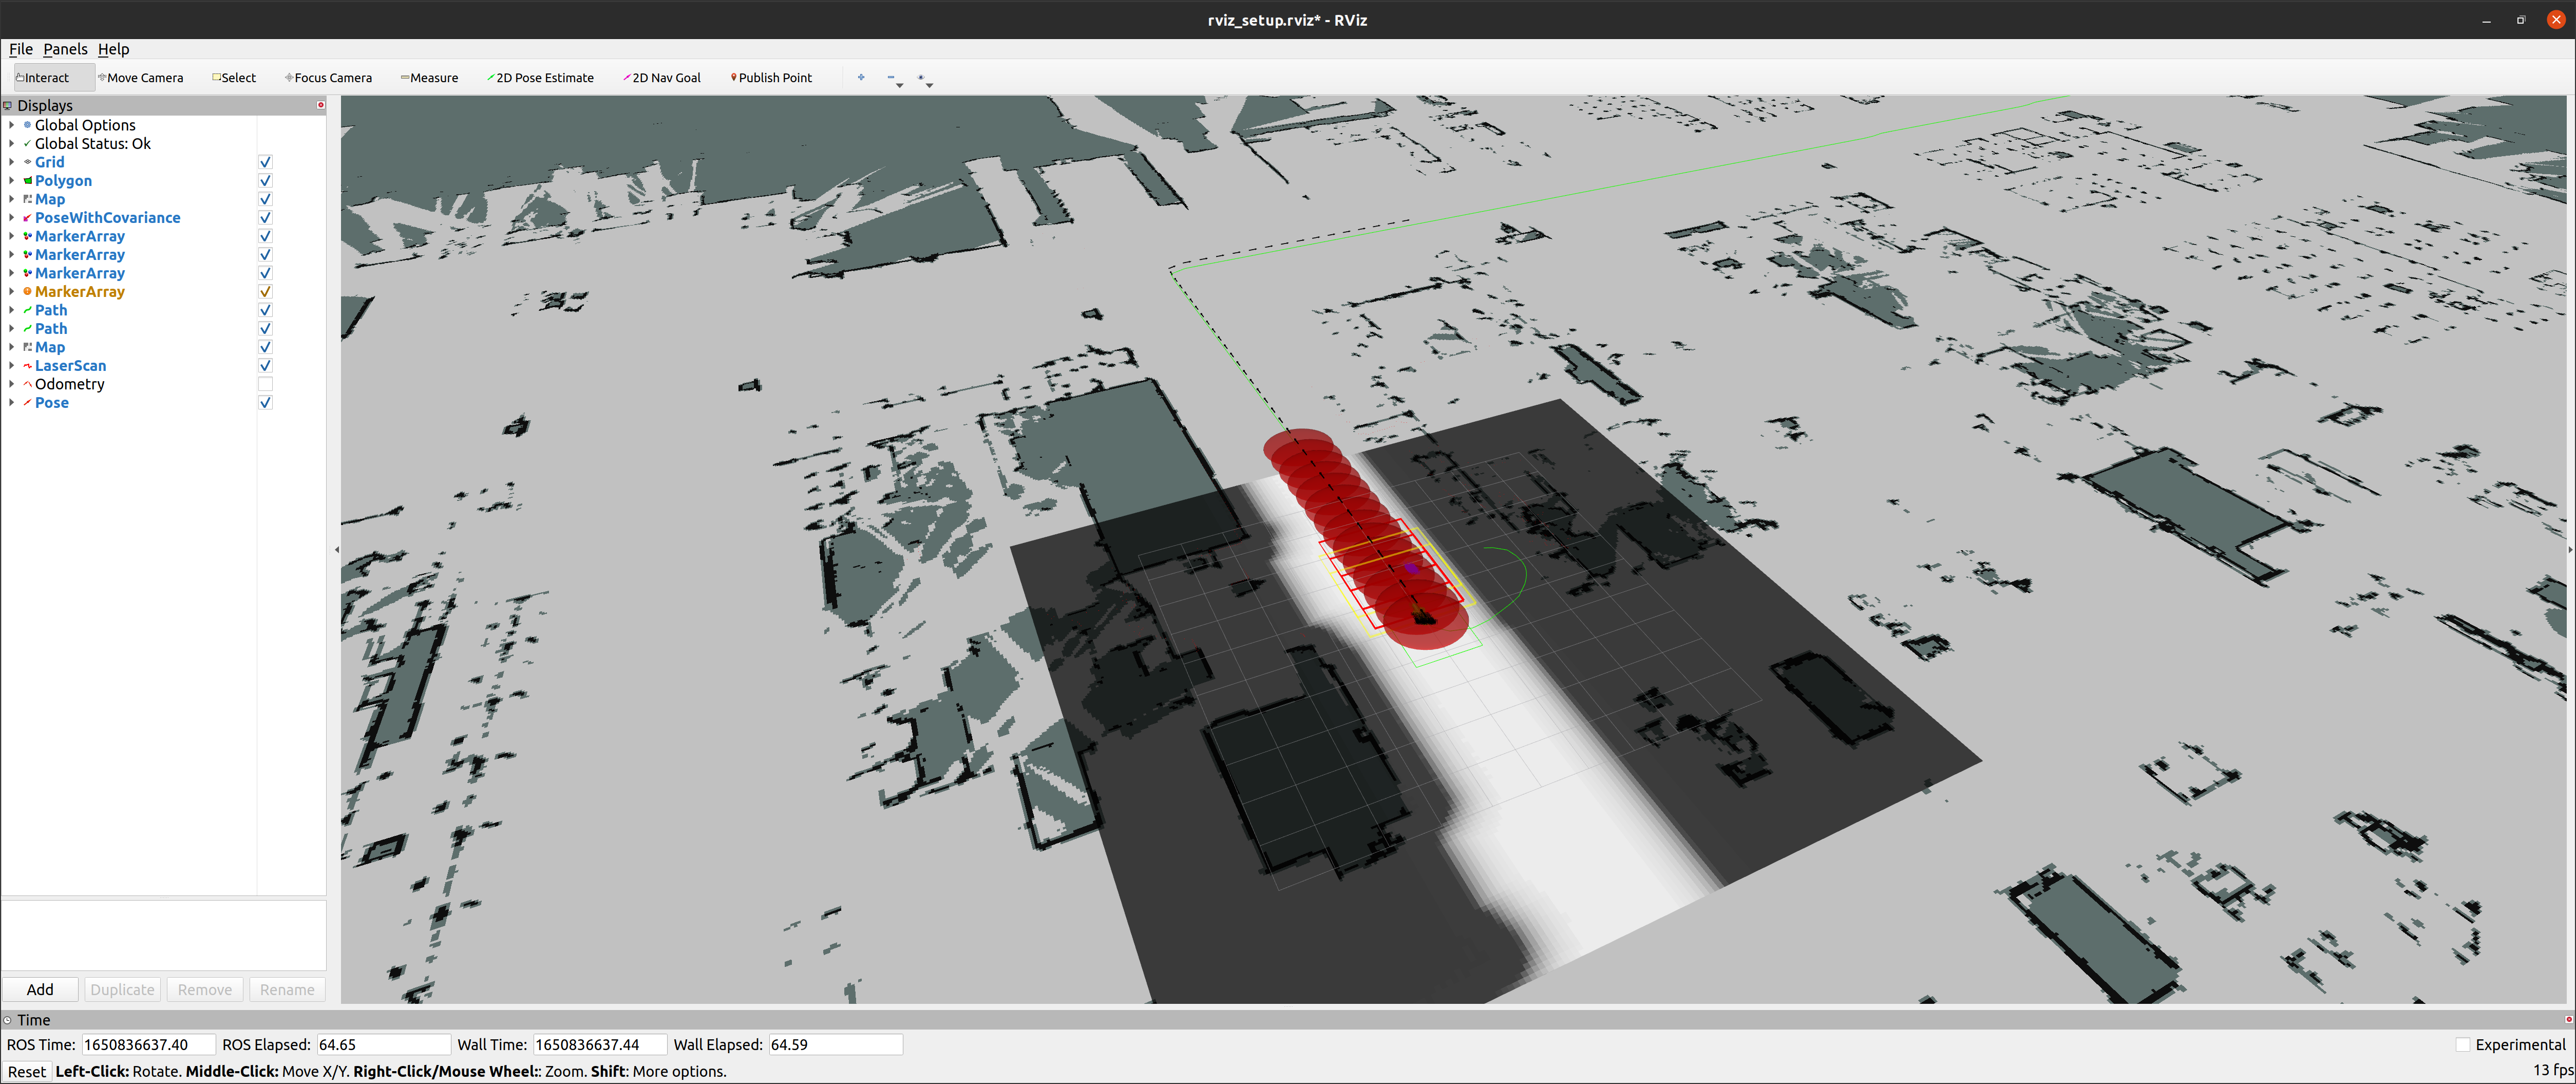 rviz_setup.rviz* - RViz
File Panels Help
Interact Move Camera Select Focus Camera Measure 2D Pose Estimate 2D Nav Goal Publish Point
Displays
Global Options
Global Status: Ok
Grid
Polygon
Map
PoseWithCovariance
MarkerArray
MarkerArray
MarkerArray
MarkerArray
Path
Path
Map
LaserScan
Odometry
Pose
Add Duplicate Remove Rename
Time
ROS Time: 1650836637.40 ROS Elapsed: 64.65 Wall Time: 1650836637.44 Wall Elapsed: 64.59 Experimental
Reset Left-Click: Rotate. Middle-Click: Move X/Y. Right-Click/Mouse Wheel:: Zoom. Shift: More options. 13 fps